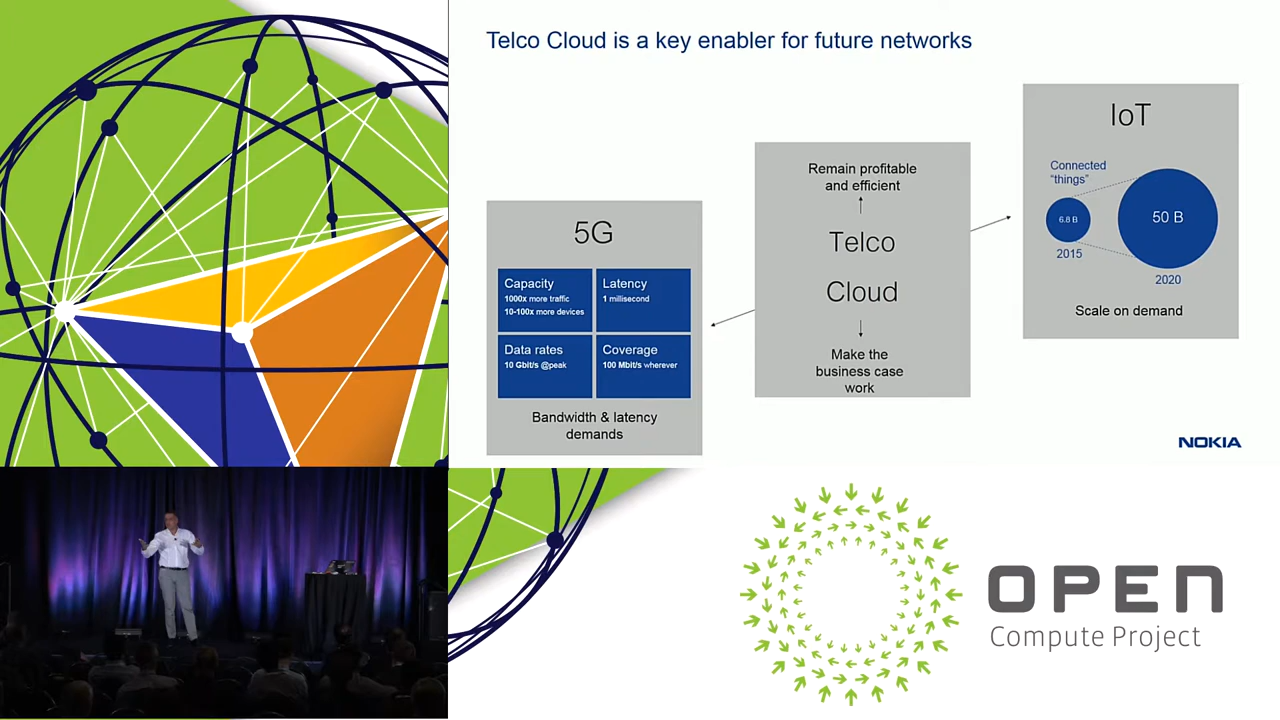 Telco Cloud is a key enabler for future networks
5G
Capacity
1000x more traffic
10-100x more devices
Latency
1 millisecond
Data rates
10 Gbit/s @peak
Coverage
100 Mbit/s wherever
Bandwidth & latency
demands
Remain profitable
and efficient
Telco
Cloud
Make the
business case
work
IoT
Connected
“things”
6.8 B
2015
50 B
2020
Scale on demand
NOKIA
OPEN
Compute Project